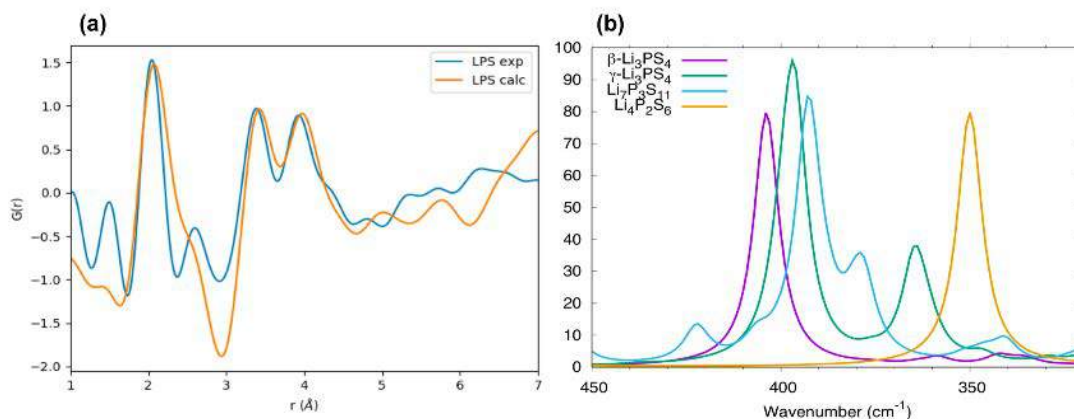 (a)
LPS exp
LPS calc
1.5
1.0
0.5
0.0
-0.5
-1.0
-1.5
-2.0
G(r)
1 2 3 4 5 6 7
r (Å)
(b)
β-Li3PS4
γ-Li3PS4
Li7P3S11
Li4P2S6
100
90
80
70
60
50
40
30
20
10
0
450 400 350
Wavenumber (cm-1)